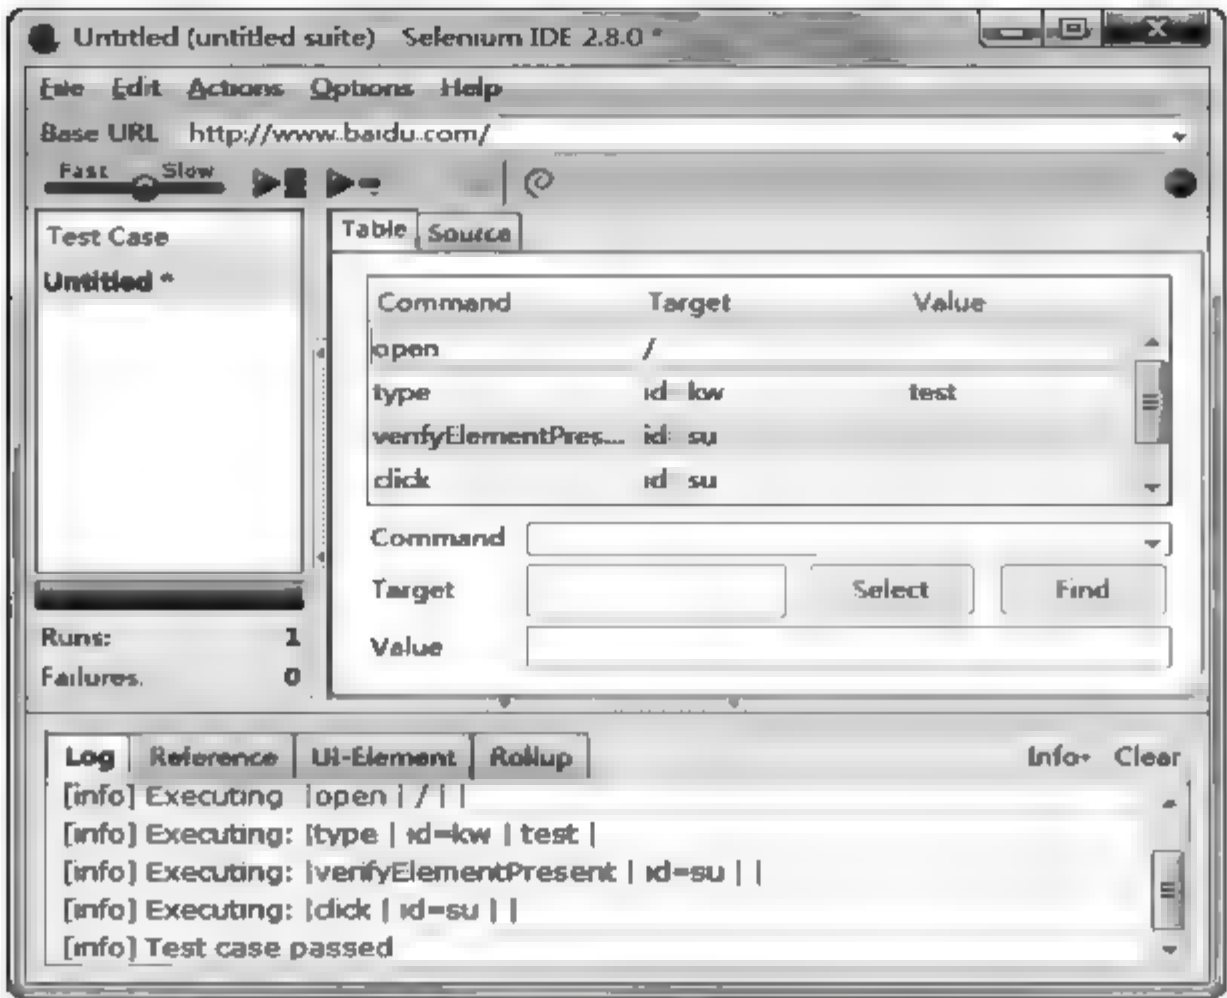 Untitled (untitled suite) Selenium IDE 2.8.0 *
File Edit Actions Options Help
Base URL http://www.baidu.com/
Fast Slow
Test Case
Untitled *
Table Source
Command Target Value
open /
type id=kw test
verifyElementPres... id=su
click id=su
Command
Target Select Find
Value
Runs: 1
Failures: 0
Log Reference UI-Element Rollup Info Clear
[info] Executing: |open | / | |
[info] Executing: |type | id=kw | test |
[info] Executing: |verifyElementPresent | id=su | |
[info] Executing: |click | id=su | |
[info] Test case passed